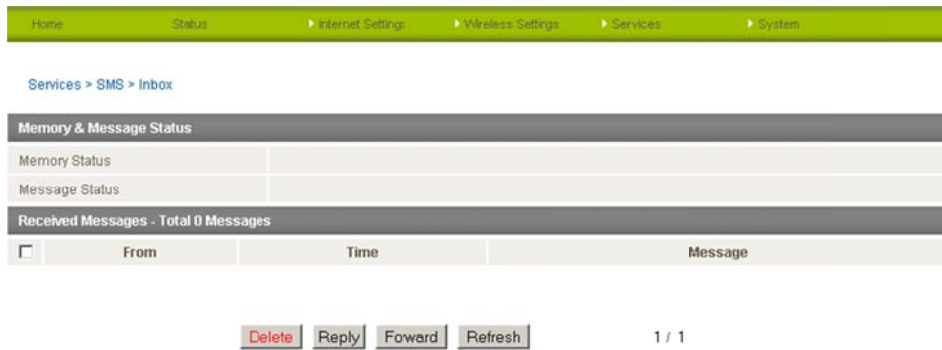 Home Status Internet Settings Wireless Settings Services System
Services > SMS > Inbox
Memory & Message Status
Memory Status
Message Status
Received Messages - Total 0 Messages
From Time Message
Delete Reply Foward Refresh 1 / 1